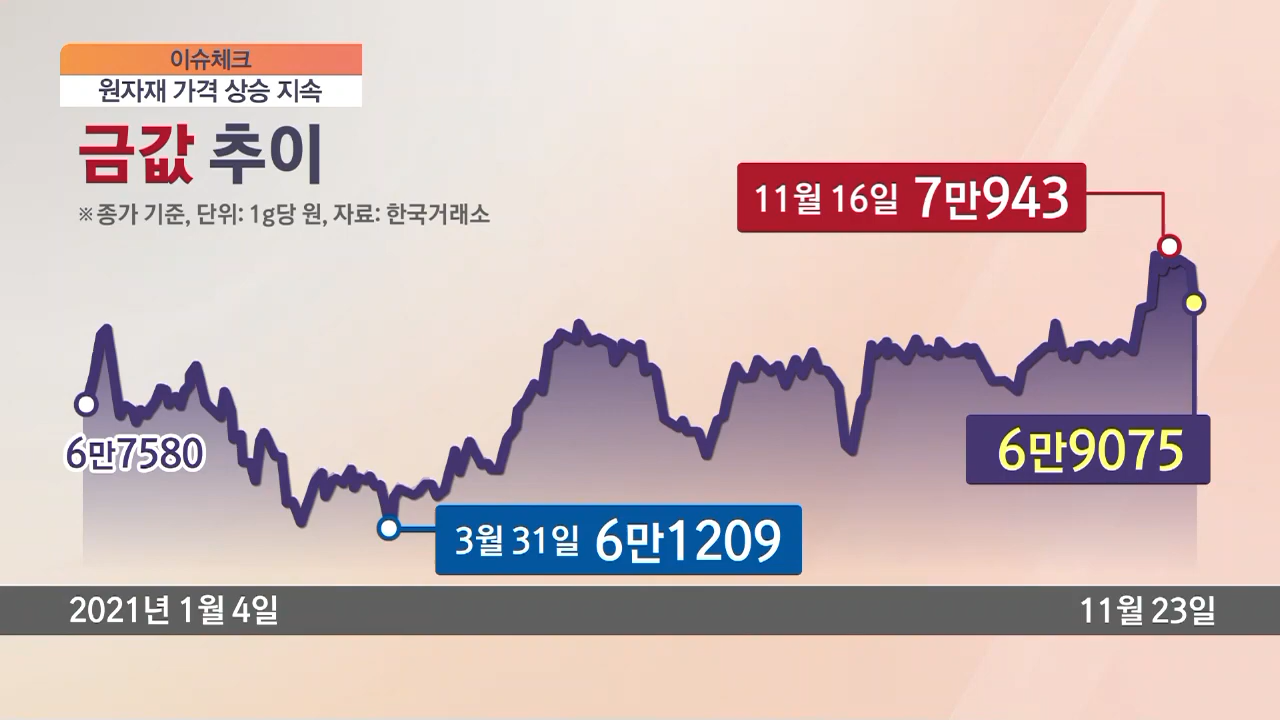 이슈체크
원자재 가격 상승 지속
금값 추이
※ 종가 기준, 단위: 1g당 원, 자료: 한국거래소
11월 16일 7만943
6만7580
6만9075
3월 31일 6만1209
2021년 1월 4일
11월 23일